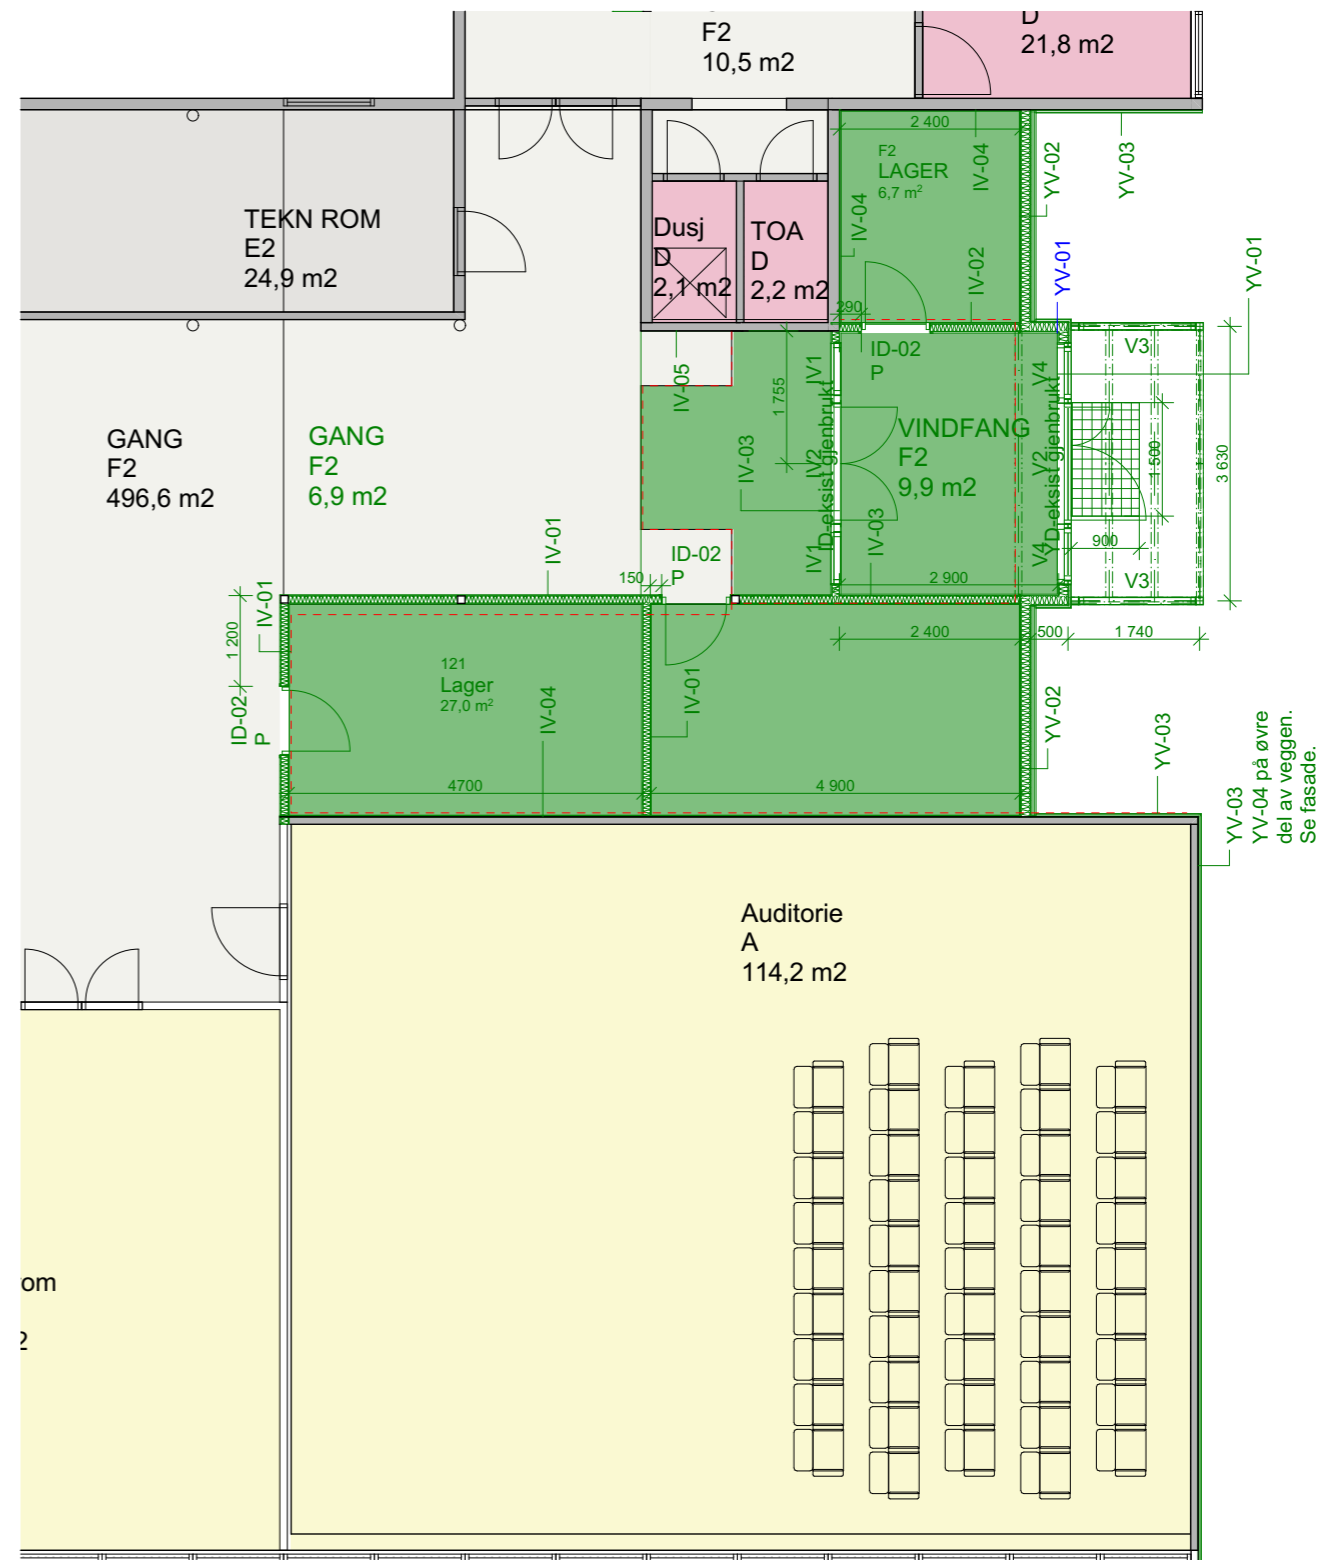 F2
10,5 m2
D
21,8 m2
2 400
F2
LAGER
6,7 m²
IV-04
IV-04
IV-02
YV-02
YV-03
YV-01
YV-01
TEKN ROM
E2
24,9 m2
Dusj
D
2,1 m2
TOA
D
2,2 m2
290
ID-02
P
IV-05
1 755
IV1
IV2
IV1
ID-eksist gjenbrukt
IV-03
IV-03
VINDFANG
F2
9,9 m2
V4
V2
V4
YD-eksist gjenbrukt
V3
V3
1 500
900
3 630
GANG
F2
496,6 m2
GANG
F2
6,9 m2
IV-01
ID-02
P
150
2 900
2 400
500
1 740
IV-01
1 200
ID-02
P
121
Lager
27,0 m²
IV-04
IV-01
4700
4 900
YV-02
YV-03
YV-03
YV-04 på øvre
del av veggen.
Se fasade.
Auditorie
A
114,2 m2
om
2